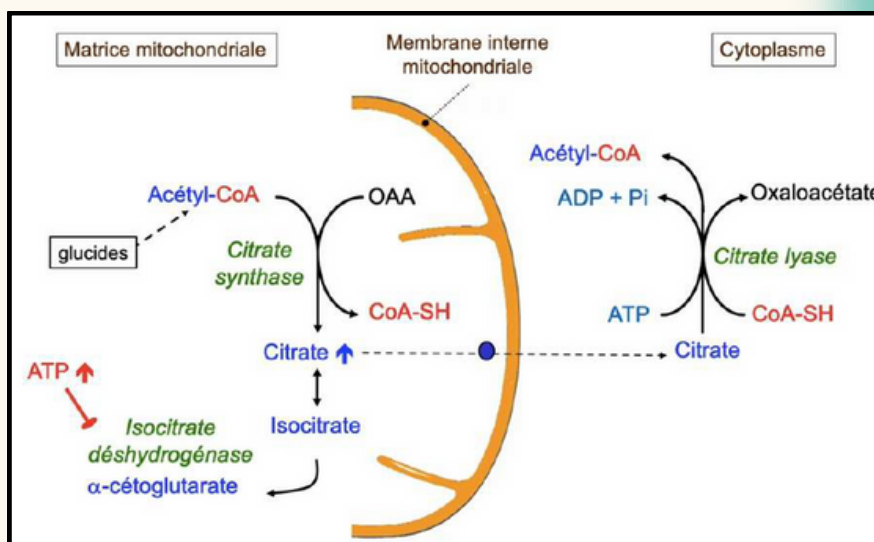 Matrice mitochondriale
Membrane interne
mitochondriale
Cytoplasme
Acétyl-CoA
OAA
glucides
Citrate
synthase
CoA-SH
Citrate
ATP
Isocitrate
Isocitrate
déshydrogénase
α-cétoglutarate
Acétyl-CoA
ADP + Pi
Oxaloacétate
Citrate lyase
ATP
CoA-SH
Citrate